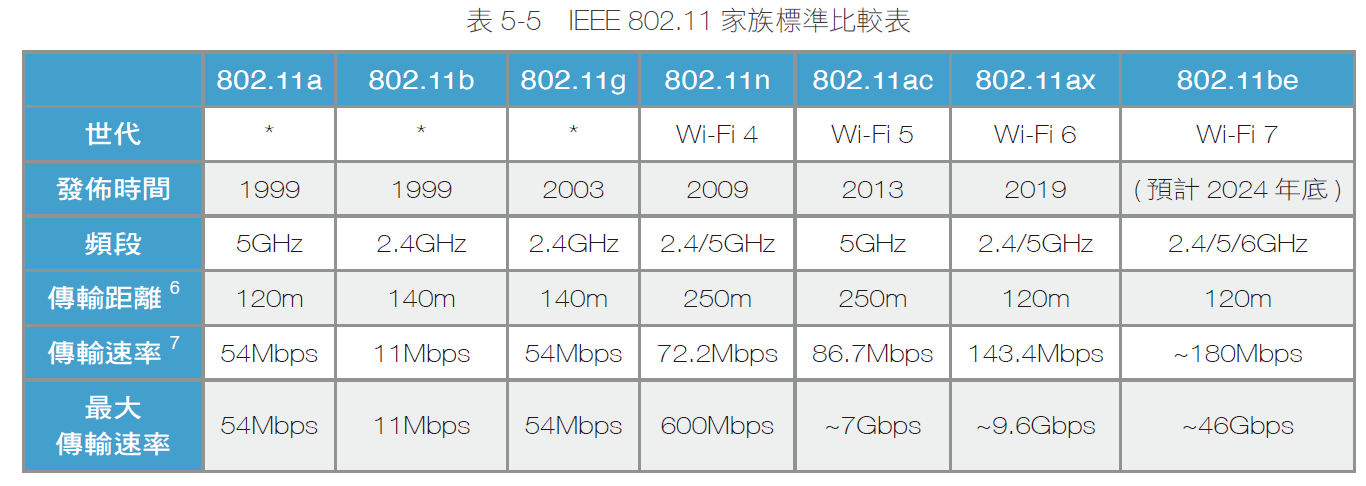 表 5-5 IEEE 802.11 家族標準比較表
802.11a 802.11b 802.11g 802.11n 802.11ac 802.11ax 802.11be
世代 * * * Wi-Fi 4 Wi-Fi 5 Wi-Fi 6 Wi-Fi 7
發佈時間 1999 1999 2003 2009 2013 2019 ( 預計 2024 年底 )
頻段 5GHz 2.4GHz 2.4GHz 2.4/5GHz 5GHz 2.4/5GHz 2.4/5/6GHz
傳輸距離 6 120m 140m 140m 250m 250m 120m 120m
傳輸速率 7 54Mbps 11Mbps 54Mbps 72.2Mbps 86.7Mbps 143.4Mbps ~180Mbps
最大
傳輸速率 54Mbps 11Mbps 54Mbps 600Mbps ~7Gbps ~9.6Gbps ~46Gbps